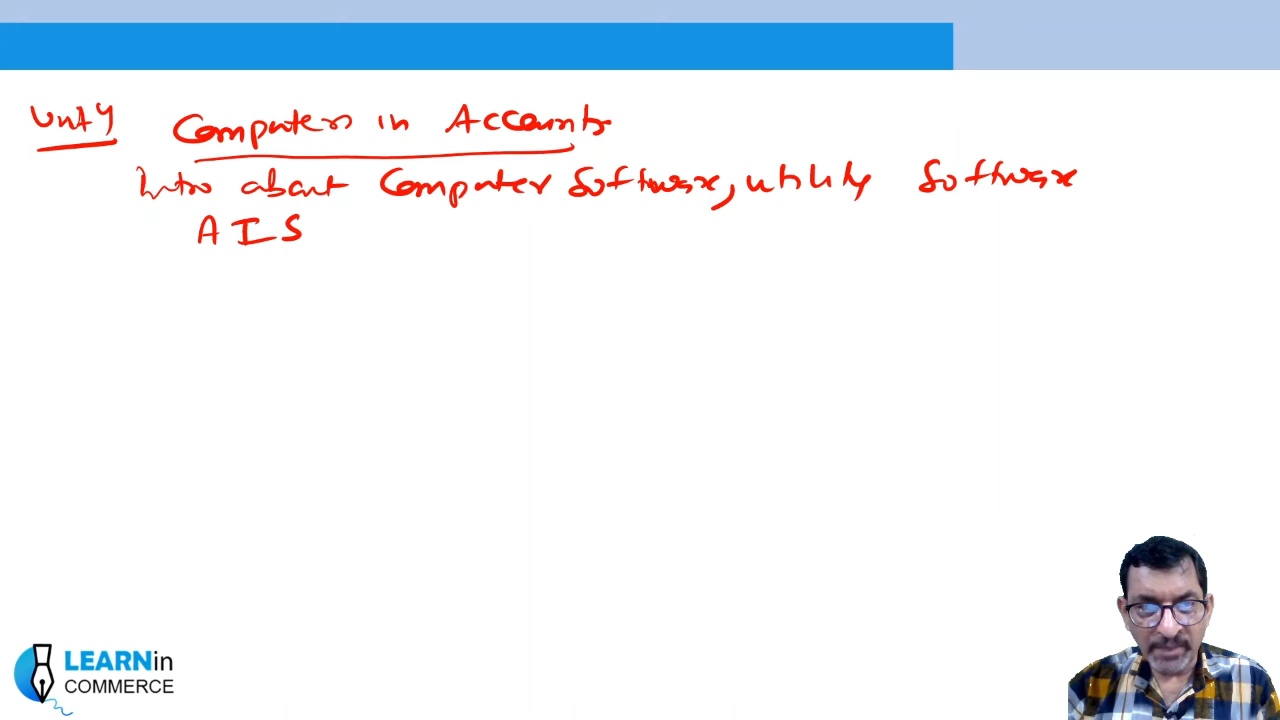 Unit 4 Computers in Accounts
Intro about Computer Software, utility Software
AIS
LEARNin
COMMERCE